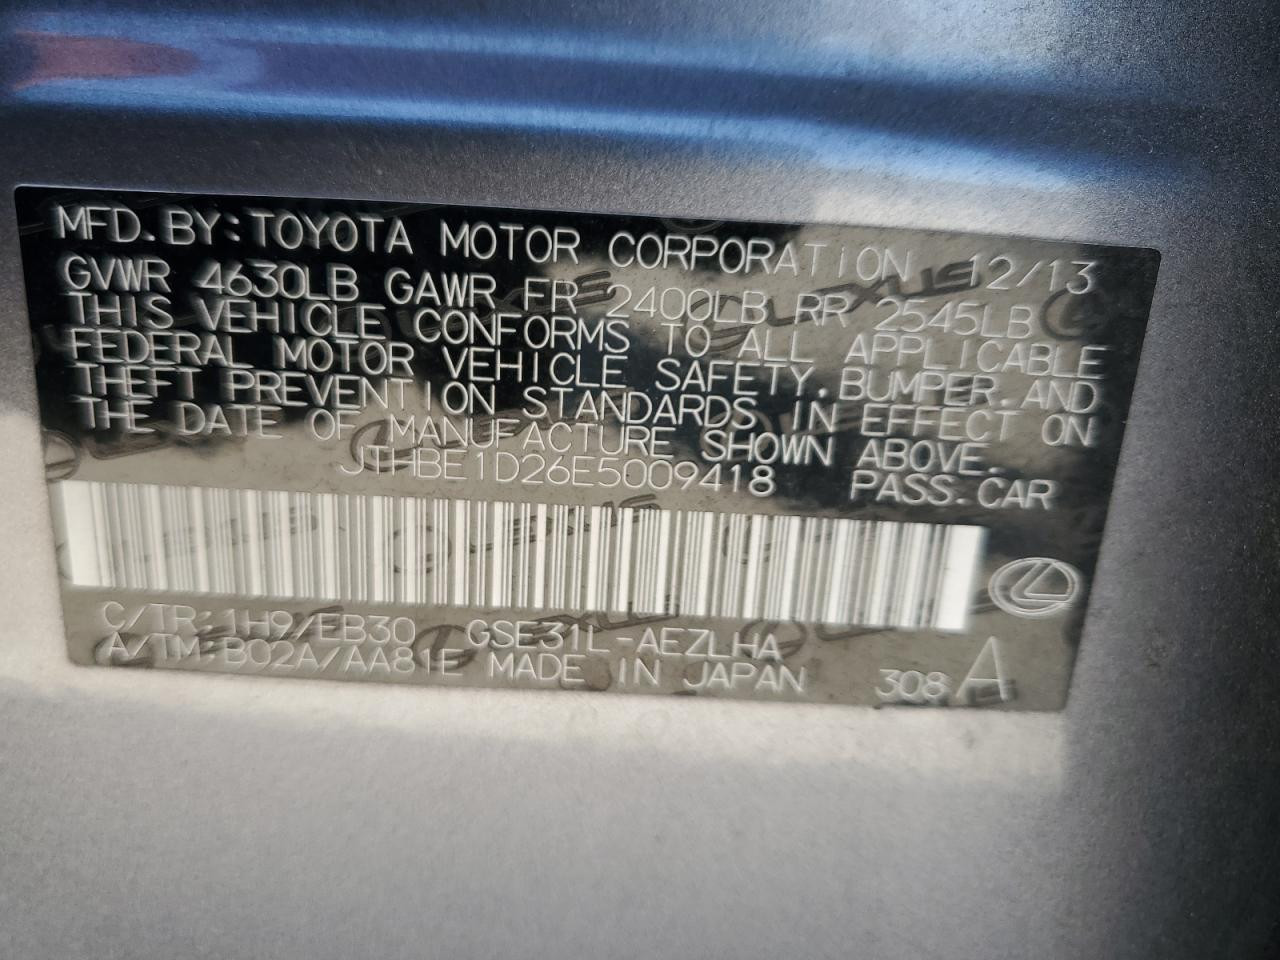 MFD. BY: TOYOTA MOTOR CORPORATION 12/13
GVWR 4630LB GAWR FR 2400LB RR 2545LB
THIS VEHICLE CONFORMS TO ALL APPLICABLE
FEDERAL MOTOR VEHICLE SAFETY, BUMPER, AND
THEFT PREVENTION STANDARDS IN EFFECT ON
THE DATE OF MANUFACTURE SHOWN ABOVE.
JTHBE1D26E5009418 PASS. CAR
C/TR: 1H9/EB30 GSE31L-AEZLHA
A/TM: B02A/AA81E MADE IN JAPAN 308 A